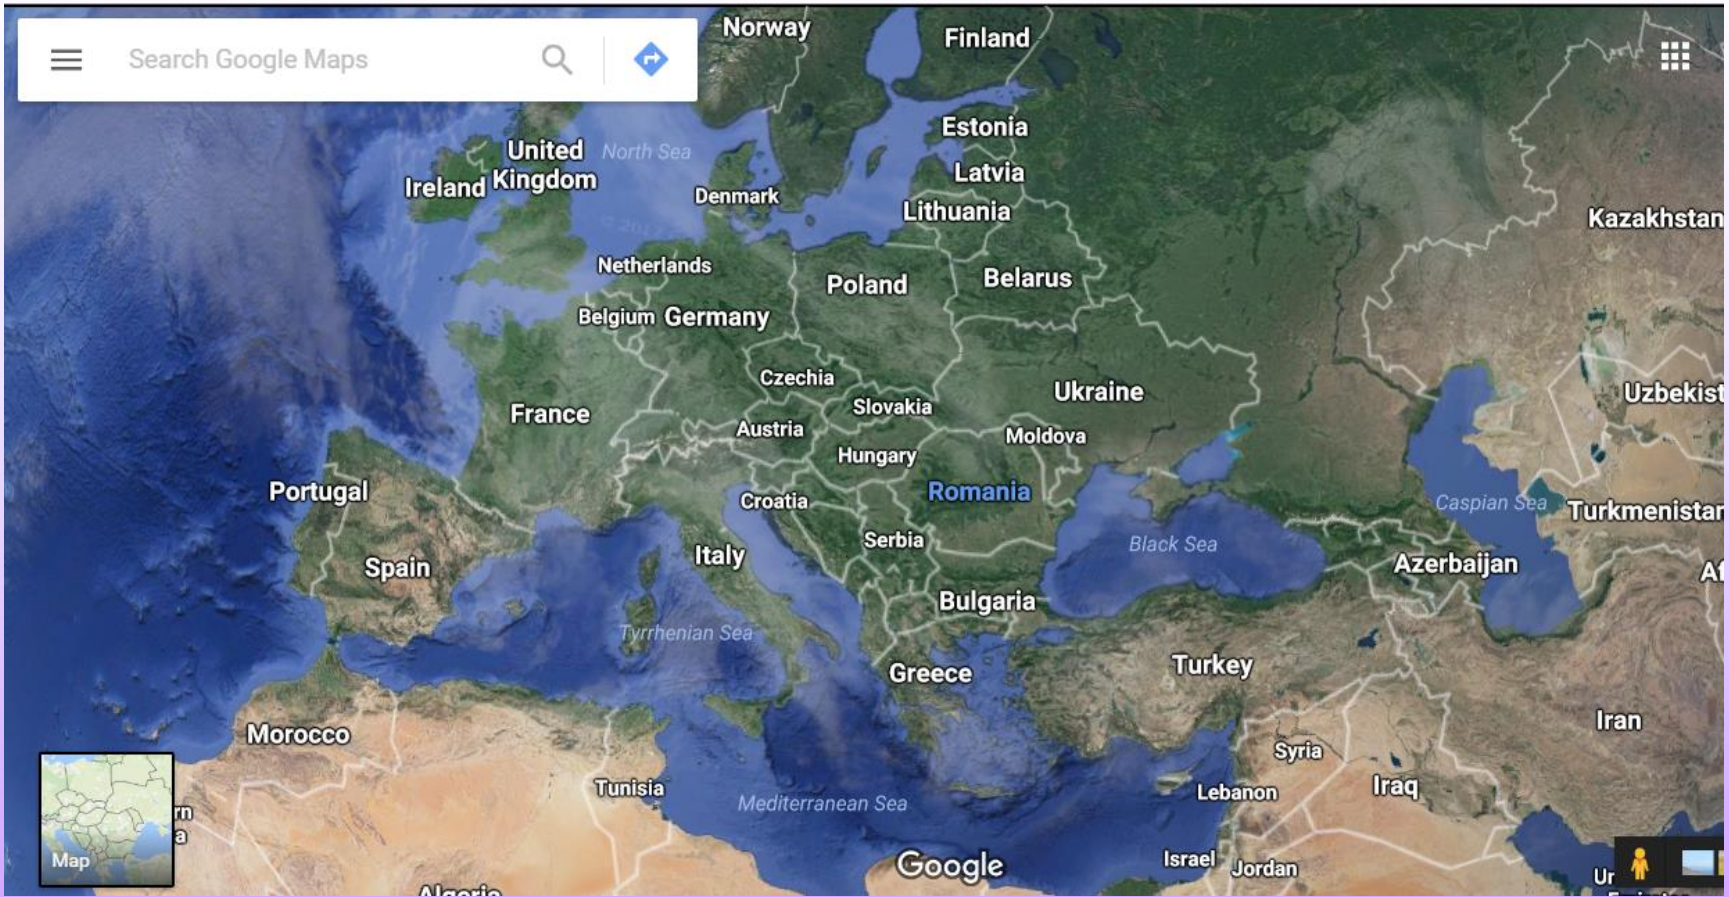 Norway
Finland
Search Google Maps
Estonia
United
Kingdom
North Sea
Latvia
Ireland
Denmark
Lithuania
Kazakhstan
Netherlands
Poland
Belarus
Belgium
Germany
Czechia
Ukraine
Uzbekist
France
Slovakia
Austria
Moldova
Hungary
Portugal
Romania
Croatia
Caspian Sea
Turkmenistan
Serbia
Black Sea
Italy
Spain
Azerbaijan
Af
Bulgaria
Tyrrhenian Sea
Greece
Turkey
Morocco
Iran
Syria
Tunisia
Iraq
Lebanon
Mediterranean Sea
rn
a
Map
Google
Israel
Jordan
Algeria